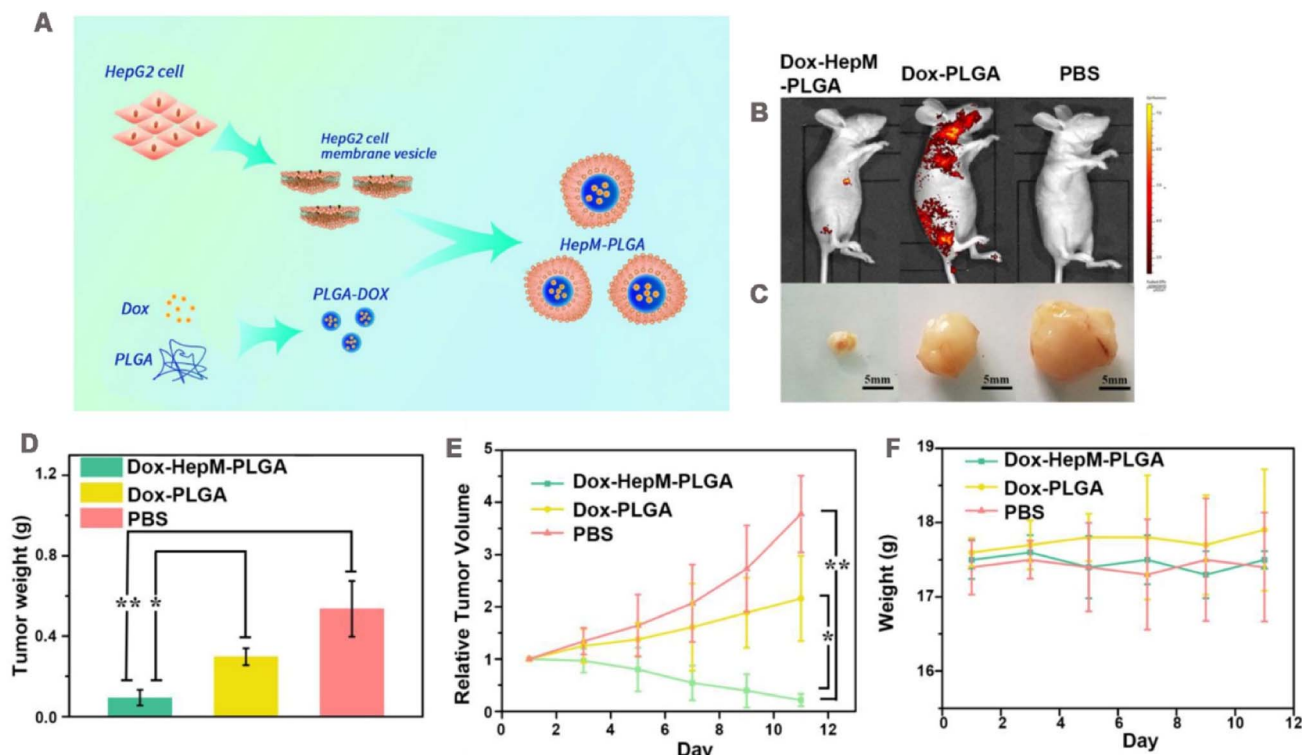 A
HepG2 cell
HepG2 cell
membrane vesicle
HepM-PLGA
Dox
PLGA-DOX
PLGA
Dox-HepM
-PLGA
Dox-PLGA
PBS
B
C
5mm
5mm
5mm
D
Dox-HepM-PLGA
Dox-PLGA
PBS
** *
Tumor weight (g)
1.2
0.9
0.6
0.4
0.0
E
Dox-HepM-PLGA
Dox-PLGA
PBS
**
*
Relative Tumor Volume
5
4
3
2
1
0
0 2 4 6 8 10 12
Day
F
Dox-HepM-PLGA
Dox-PLGA
PBS
Weight (g)
19
18
17
16
0 2 4 6 8 10 12
Day